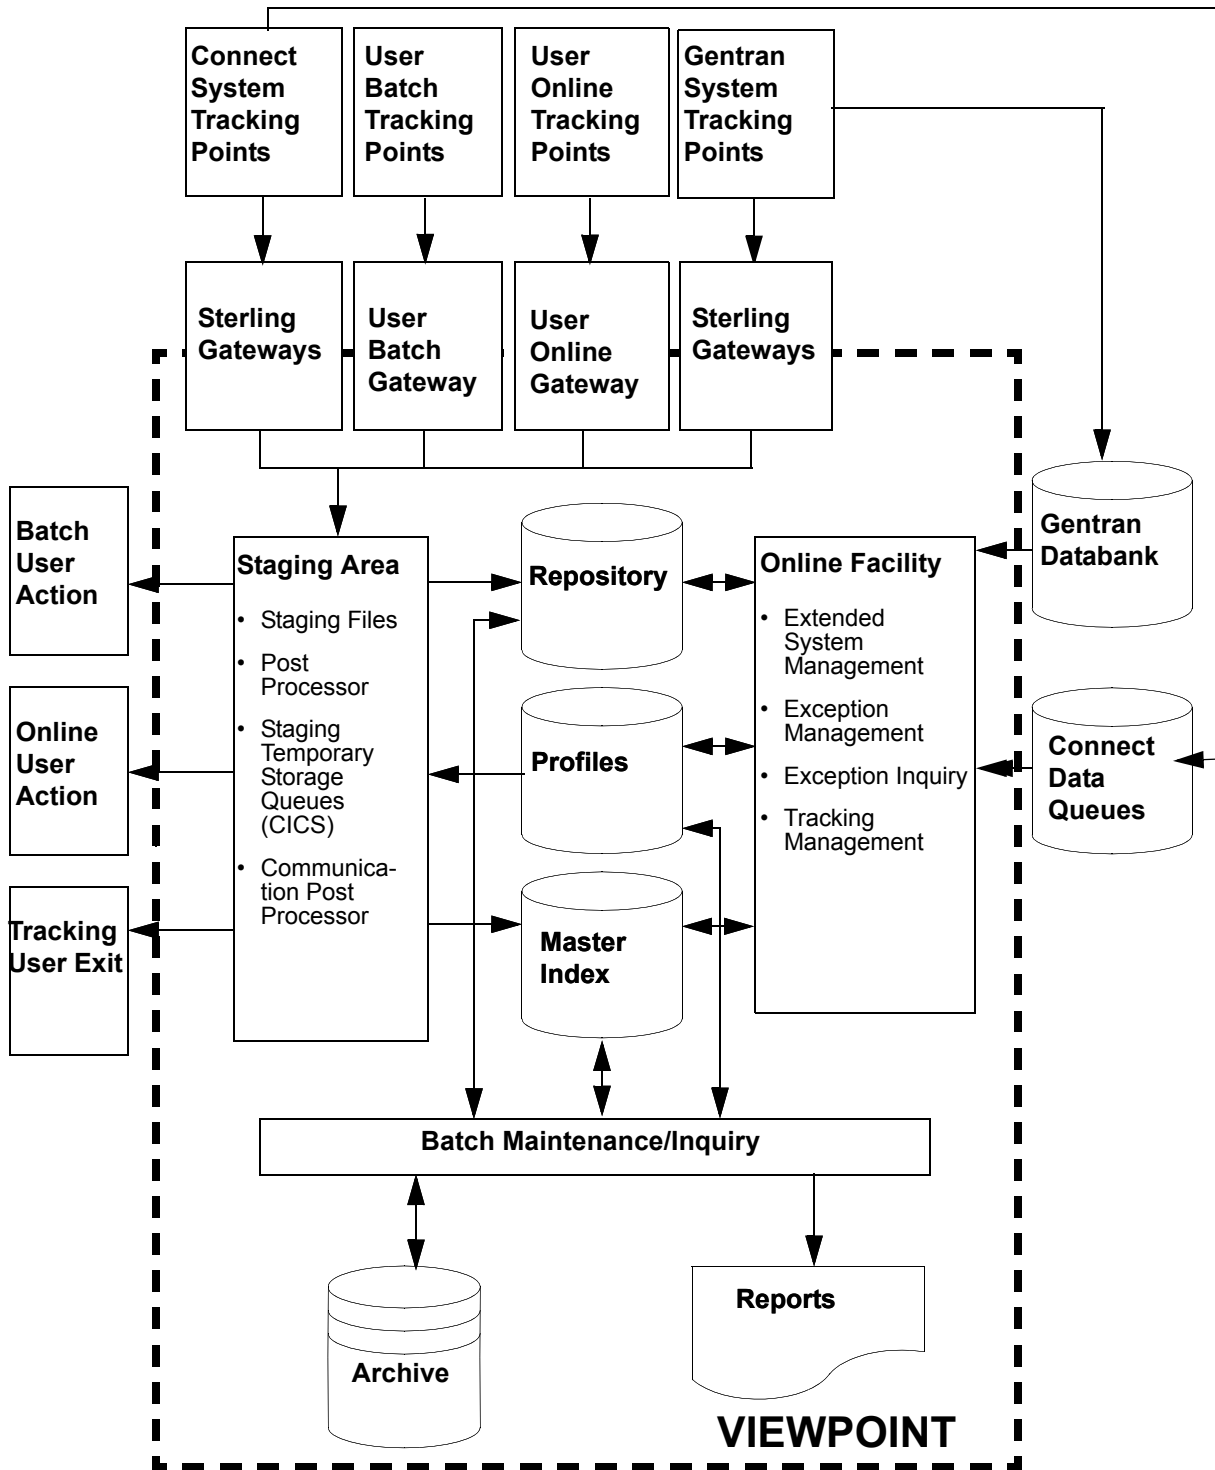 Connect
System
Tracking
Points
User
Batch
Tracking
Points
User
Online
Tracking
Points
Gentran
System
Tracking
Points
Sterling
Gateways
User
Batch
Gateway
User
Online
Gateway
Sterling
Gateways
Batch
User
Action
Online
User
Action
Tracking
User Exit
Staging Area
• Staging Files
• Post
Processor
• Staging
Temporary
Storage
Queues
(CICS)
• Communica-
tion Post
Processor
Repository
Profiles
Master
Index
Online Facility
• Extended
System
Management
• Exception
Management
• Exception Inquiry
• Tracking
Management
Gentran
Databank
Connect
Data
Queues
Batch Maintenance/Inquiry
Archive
Reports
VIEWPOINT